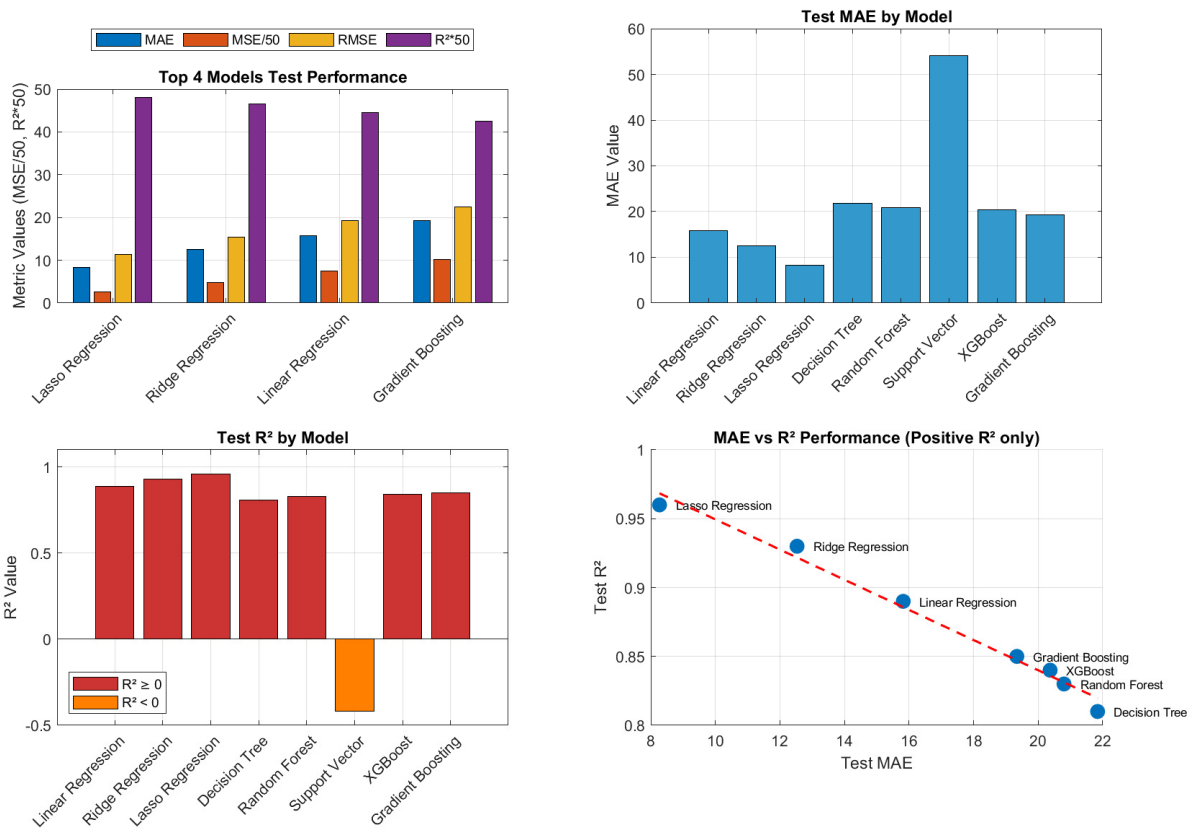 MAE MSE/50 RMSE R²*50
Top 4 Models Test Performance
Metric Values (MSE/50, R²*50)
50
40
30
20
10
0
Lasso Regression
Ridge Regression
Linear Regression
Gradient Boosting
Test MAE by Model
MAE Value
60
50
40
30
20
10
0
Linear Regression
Ridge Regression
Lasso Regression
Decision Tree
Random Forest
Support Vector
XGBoost
Gradient Boosting
Test R² by Model
R² Value
1
0.5
0
-0.5
R² ≥ 0
R² < 0
Linear Regression
Ridge Regression
Lasso Regression
Decision Tree
Random Forest
Support Vector
XGBoost
Gradient Boosting
MAE vs R² Performance (Positive R² only)
Test R²
1
0.95
0.9
0.85
0.8
Lasso Regression
Ridge Regression
Linear Regression
Gradient Boosting
XGBoost
Random Forest
Decision Tree
8 10 12 14 16 18 20 22
Test MAE